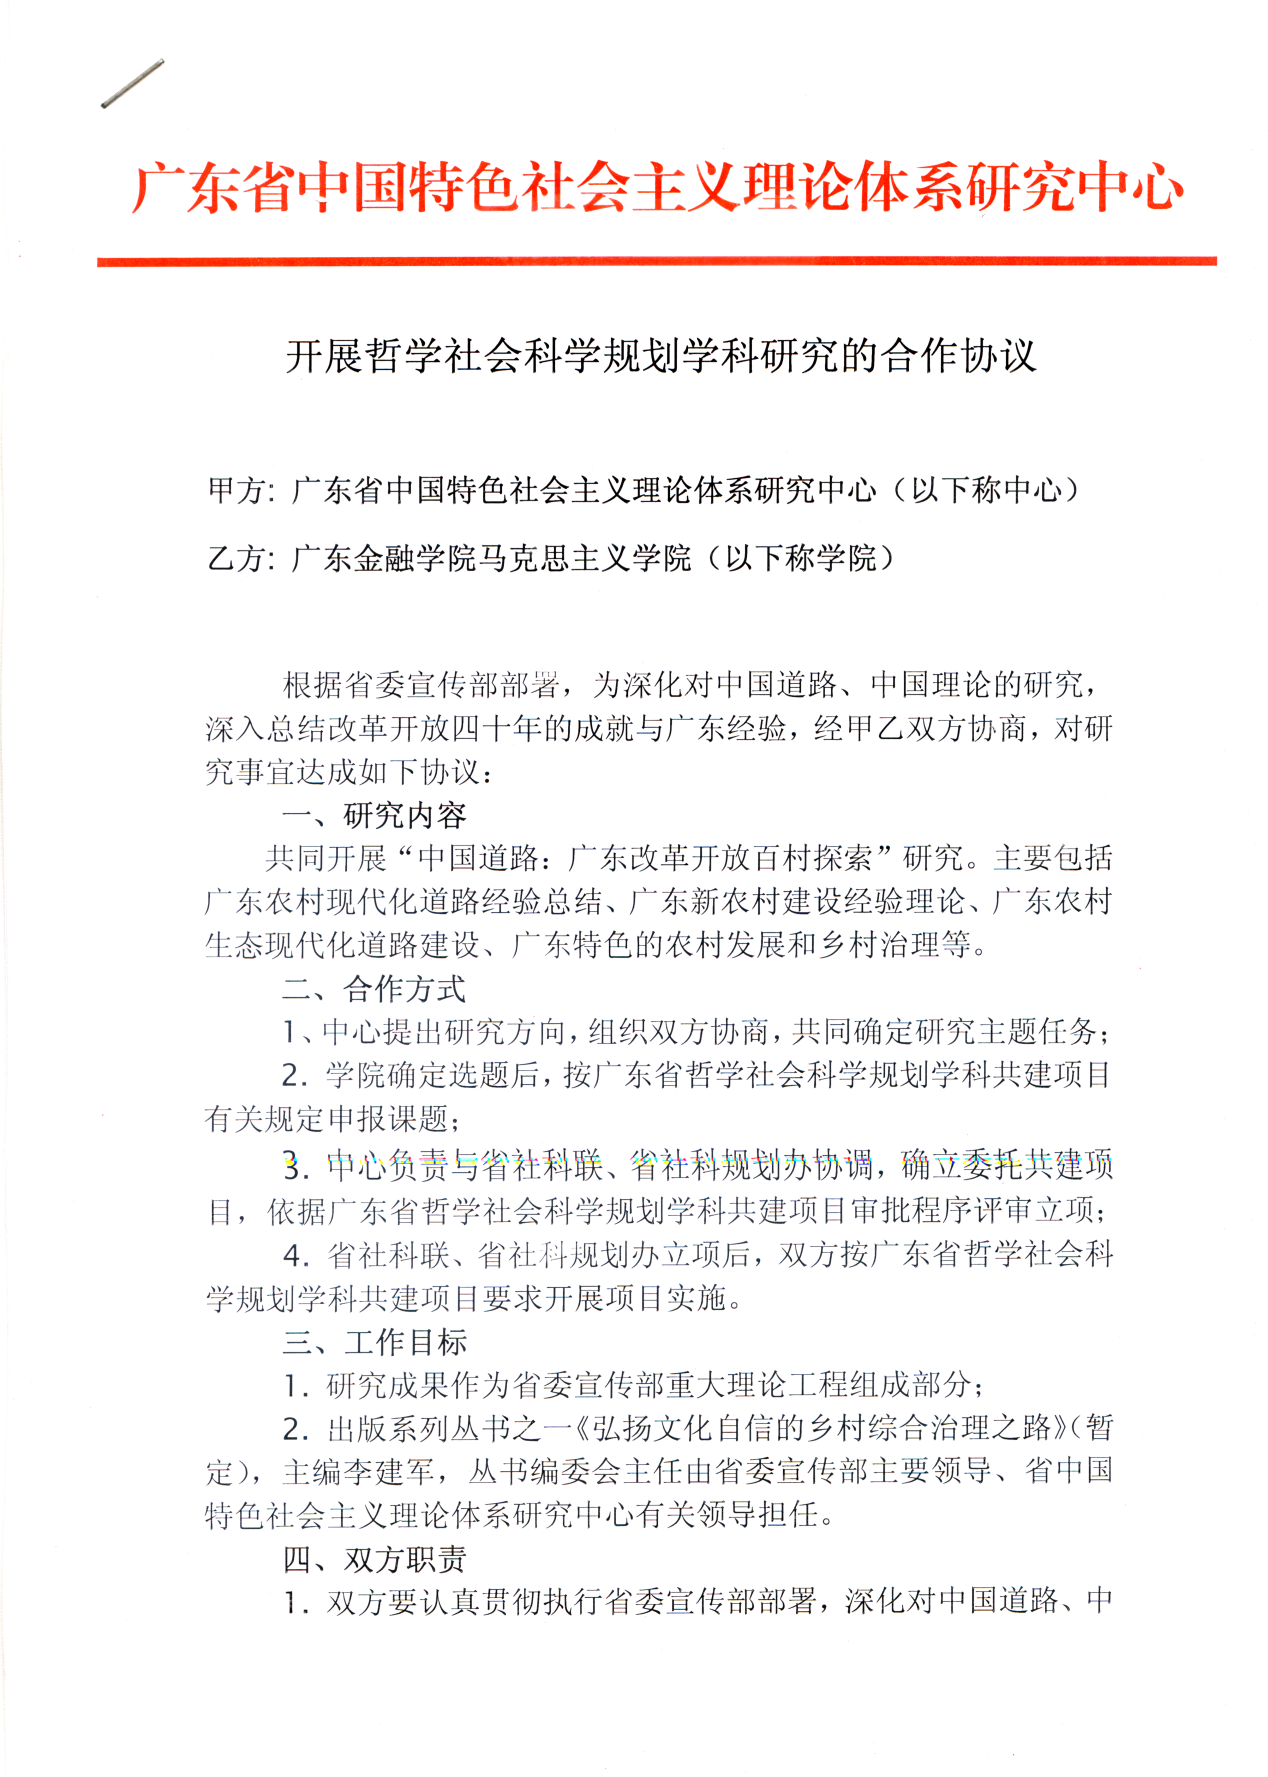 广东省中国特色社会主义理论体系研究中心
开展哲学社会科学规划学科研究的合作协议
甲方：广东省中国特色社会主义理论体系研究中心（以下称中心）
乙方：广东金融学院马克思主义学院（以下称学院）
根据省委宣传部部署，为深化对中国道路、中国理论的研究，
深入总结改革开放四十年的成就与广东经验，经甲乙双方协商，对研
究事宜达成如下协议：
一、研究内容
共同开展“中国道路：广东改革开放百村探索”研究。主要包括
广东农村现代化道路经验总结、广东新农村建设经验理论、广东农村
生态现代化道路建设、广东特色的农村发展和乡村治理等。
二、合作方式
1、中心提出研究方向，组织双方协商，共同确定研究主题任务；
2. 学院确定选题后，按广东省哲学社会科学规划学科共建项目
有关规定申报课题；
3. 中心负责与省社科联、省社科规划办协调，确立委托共建项
目，依据广东省哲学社会科学规划学科共建项目审批程序评审立项；
4. 省社科联、省社科规划办立项后，双方按广东省哲学社会科
学规划学科共建项目要求开展项目实施。
三、工作目标
1. 研究成果作为省委宣传部重大理论工程组成部分；
2. 出版系列丛书之一《弘扬文化自信的乡村综合治理之路》（暂
定），主编李建军，丛书编委会主任由省委宣传部主要领导、省中国
特色社会主义理论体系研究中心有关领导担任。
四、双方职责
1. 双方要认真贯彻执行省委宣传部部署，深化对中国道路、中